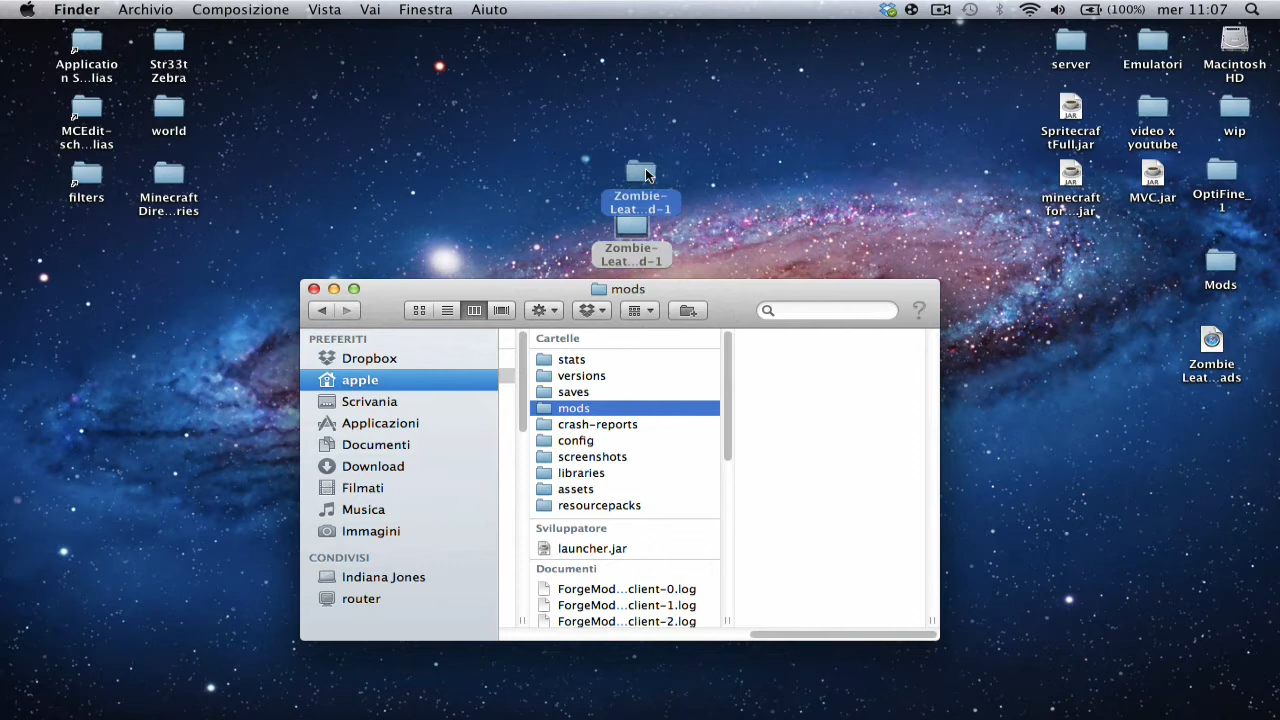 Finder Archivio Composizione Vista Vai Finestra Aiuto (100%) mer 11:07
Applicatio
n S...lias
Str33t
Zebra
MCEdit-
sch...lias
world
filters
Minecraft
Dire...ries
Zombie-
Leat...d-1
Zombie-
Leat...d-1
server
Emulatori
Macintosh
HD
Spritecraf
tFull.jar
video x
youtube
wip
minecraft
for....jar
MVC.jar
OptiFine_
1
Mods
Zombie
Leat...ads
mods
?
PREFERITI
Dropbox
apple
Scrivania
Applicazioni
Documenti
Download
Filmati
Musica
Immagini
CONDIVISI
Indiana Jones
router
Cartelle
stats
versions
saves
mods
crash-reports
config
screenshots
libraries
assets
resourcepacks
Sviluppatore
launcher.jar
Documenti
ForgeMod...client-0.log
ForgeMod...client-1.log
ForgeMod...client-2.log